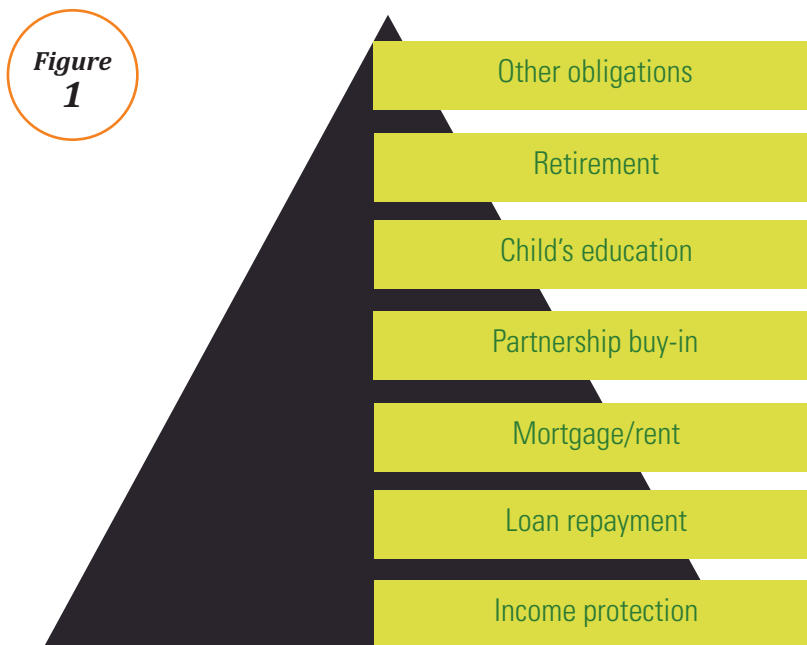 Figure
1
Other obligations
Retirement
Child's education
Partnership buy-in
Mortgage/rent
Loan repayment
Income protection